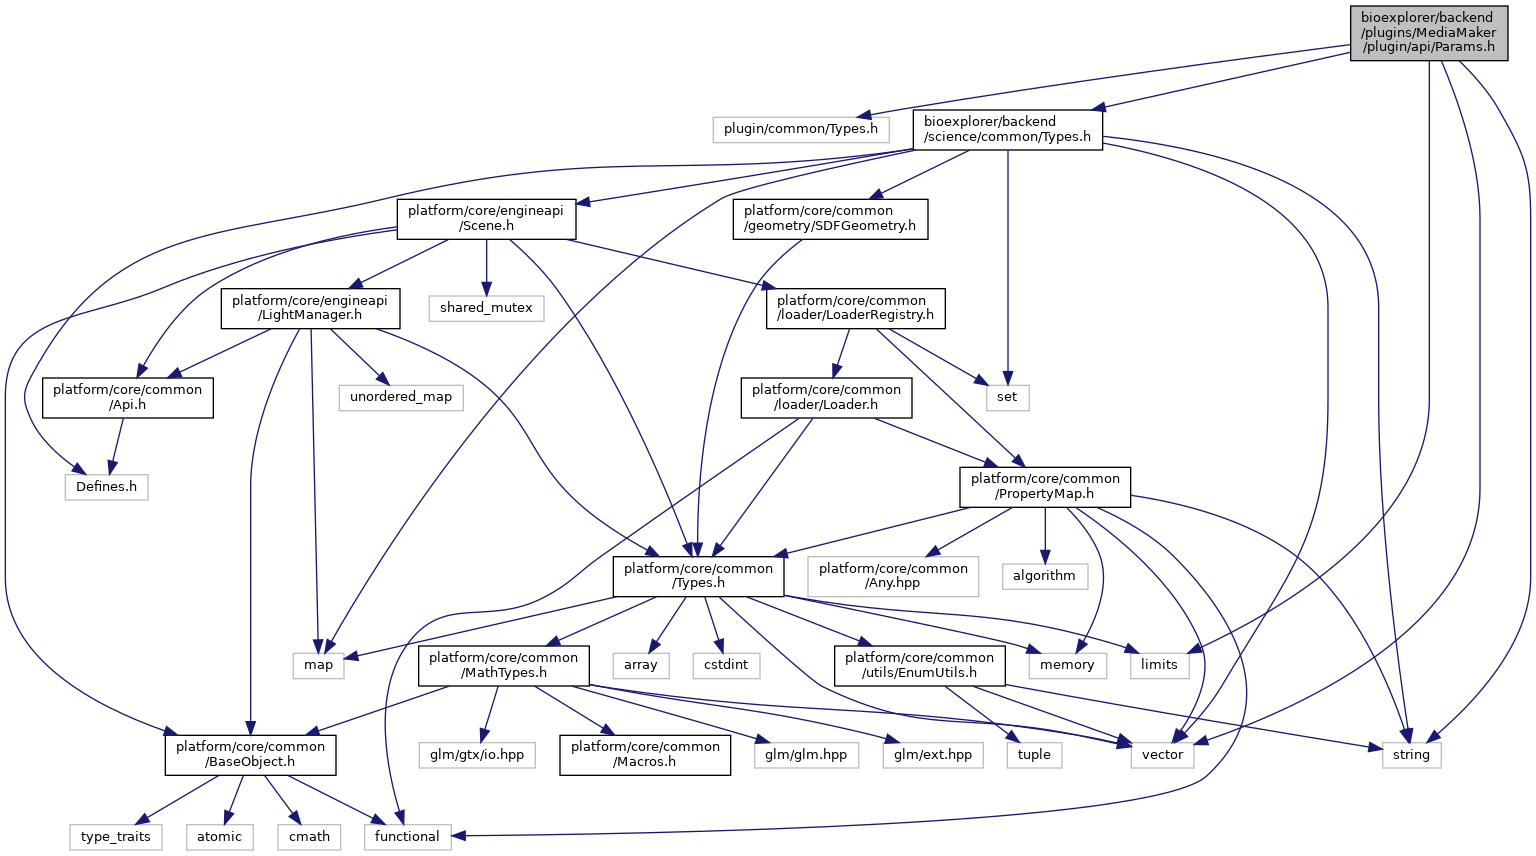 bioexplorer/backend
/plugins/MediaMaker
/plugin/api/Params.h
plugin/common/Types.h
bioexplorer/backend
/science/common/Types.h
platform/core/engineapi
/Scene.h
platform/core/common
/geometry/SDFGeometry.h
platform/core/engineapi
/LightManager.h
shared_mutex
platform/core/common
/loader/LoaderRegistry.h
platform/core/common
/Api.h
unordered_map
platform/core/common
/loader/Loader.h
set
Defines.h
platform/core/common
/PropertyMap.h
platform/core/common
/Types.h
platform/core/common
/Any.hpp
algorithm
map
platform/core/common
/MathTypes.h
array
cstdint
platform/core/common
/utils/EnumUtils.h
memory
limits
platform/core/common
/BaseObject.h
glm/gtx/io.hpp
platform/core/common
/Macros.h
glm/glm.hpp
glm/ext.hpp
tuple
vector
string
type_traits
atomic
cmath
functional